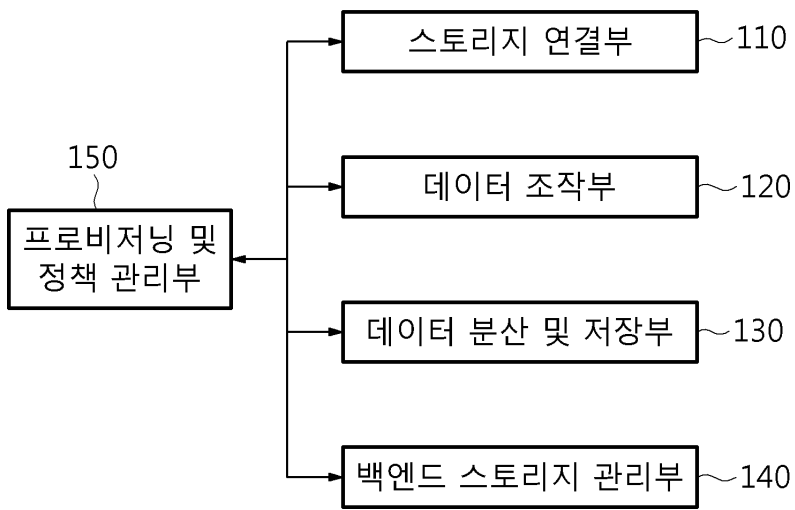 스토리지 연결부
110
150
데이터 조작부
120
프로비저닝 및
정책 관리부
데이터 분산 및 저장부
130
백엔드 스토리지 관리부
140